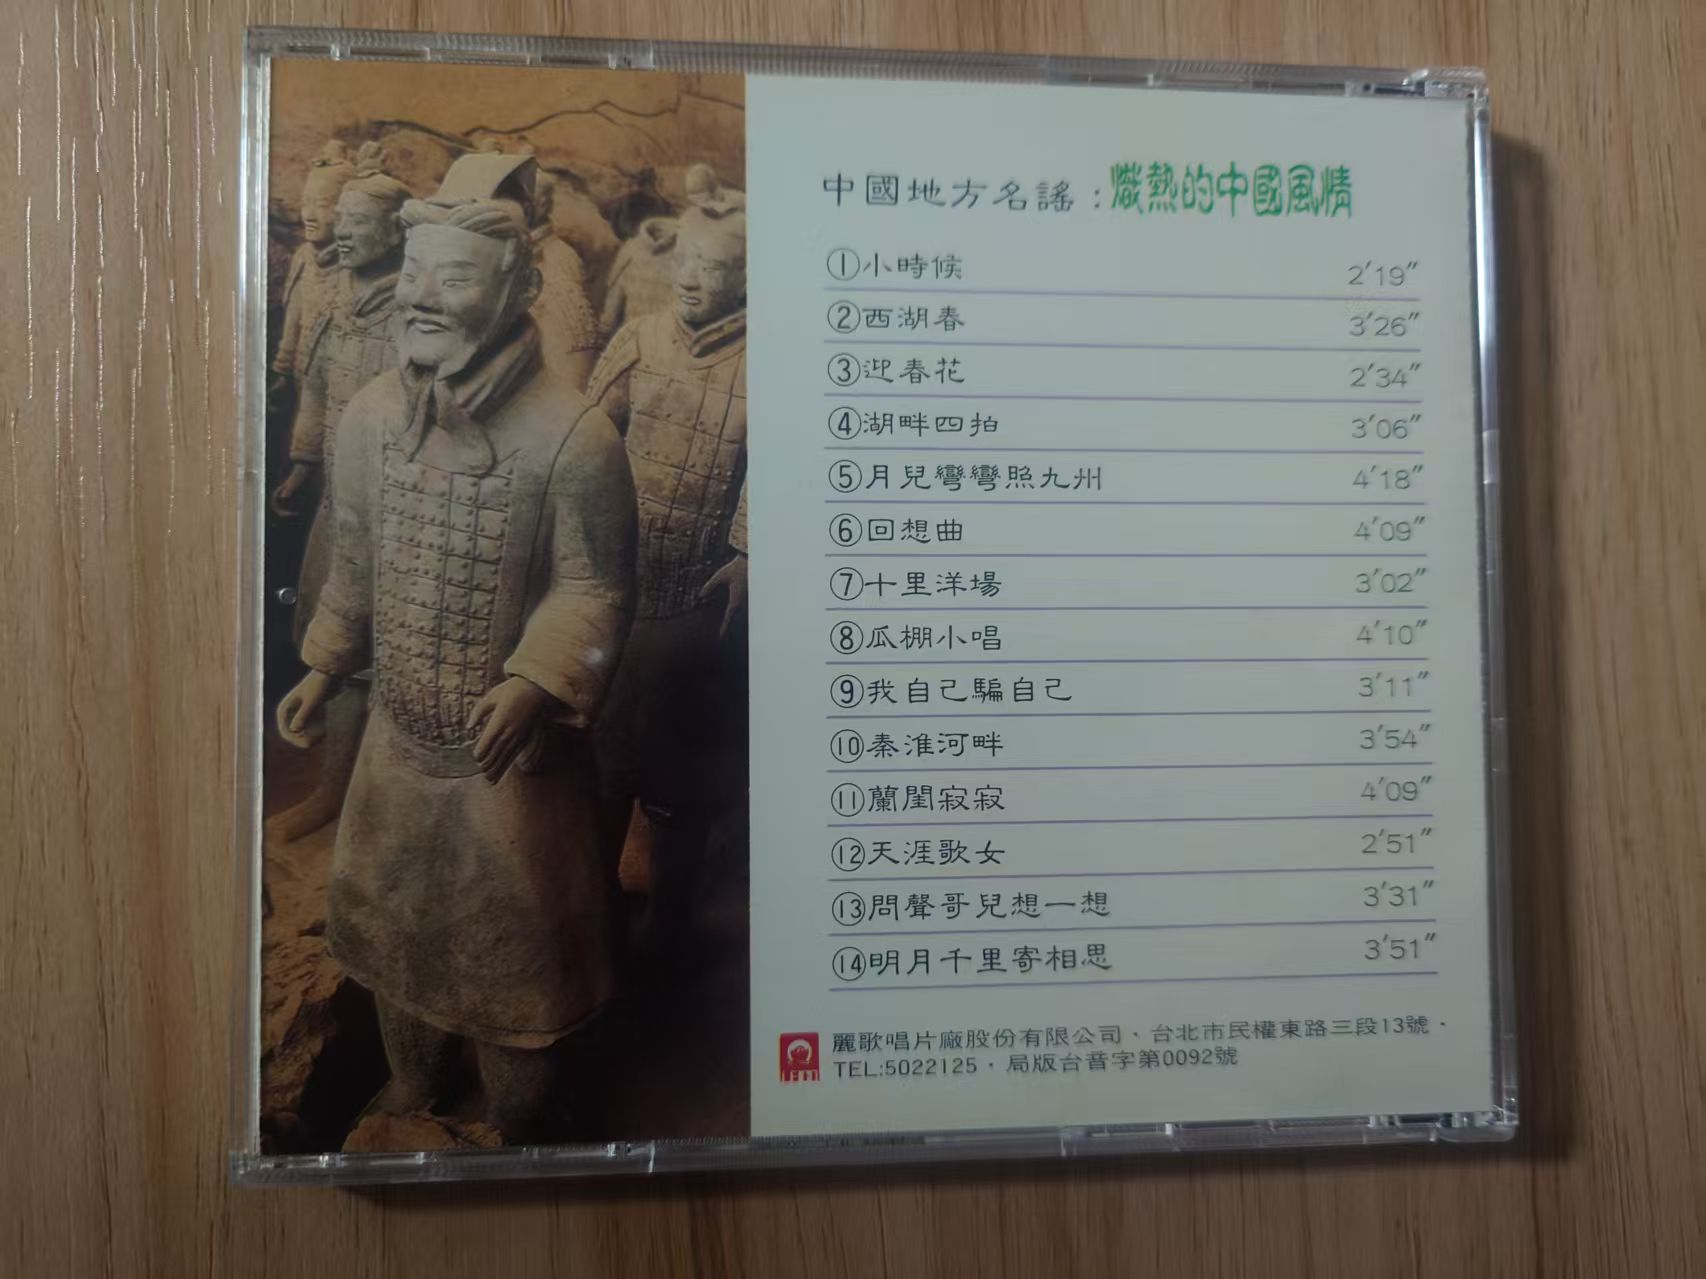 中國地方名謠:熾熱的中國風情
①小時候 2′19″
②西湖春 3′26″
③迎春花 2′34″
④湖畔四拍 3′06″
⑤月兒彎彎照九州 4′18″
⑥回想曲 4′09″
⑦十里洋場 3′02″
⑧瓜棚小唱 4′10″
⑨我自己騙自己 3′11″
⑩秦淮河畔 3′54″
⑪蘭閨寂寂 4′09″
⑫天涯歌女 2′51″
⑬問聲哥兒想一想 3′31″
⑭明月千里寄相思 3′51″
麗歌唱片廠股份有限公司·台北市民權東路三段13號·
TEL:5022125·局版台音字第0092號